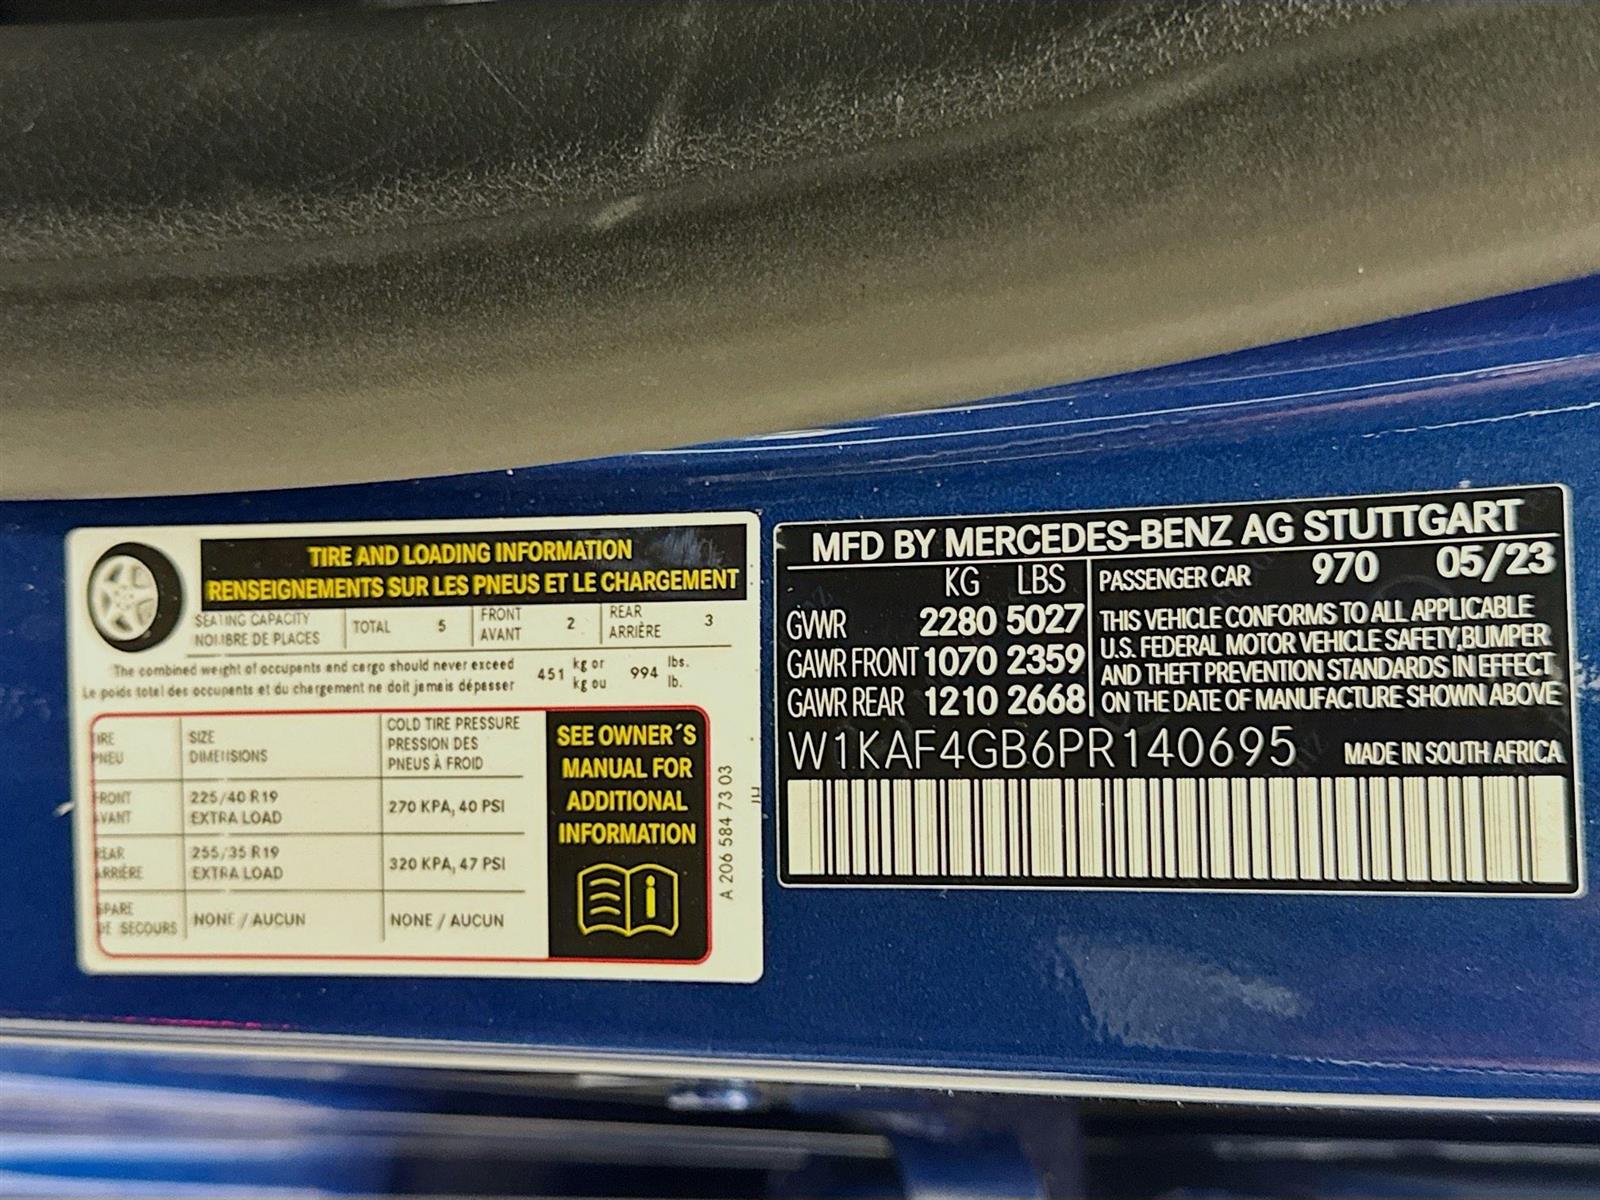 TIRE AND LOADING INFORMATION
RENSEIGNEMENTS SUR LES PNEUS ET LE CHARGEMENT
SEATING CAPACITY
NOMBRE DE PLACES
TOTAL 5
FRONT
AVANT
2
REAR
ARRIÈRE
3
The combined weight of occupents and cargo should never exceed
Le poids total des occupents et du chargement ne doit jamais dépasser
451 kg or
kg ou
994 lbs.
lb.
TIRE
PNEU
SIZE
DIMENSIONS
COLD TIRE PRESSURE
PRESSION DES
PNEUS À FROID
FRONT
AVANT
225/40 R19
EXTRA LOAD
270 KPA, 40 PSI
REAR
ARRIÈRE
255/35 R19
EXTRA LOAD
320 KPA, 47 PSI
SPARE
DE SECOURS
NONE / AUCUN
NONE / AUCUN
SEE OWNER´S
MANUAL FOR
ADDITIONAL
INFORMATION
A 206 584 73 03
MFD BY MERCEDES-BENZ AG STUTTGART
KG LBS
GVWR 2280 5027
GAWR FRONT 1070 2359
GAWR REAR 1210 2668
PASSENGER CAR 970 05/23
THIS VEHICLE CONFORMS TO ALL APPLICABLE
U.S. FEDERAL MOTOR VEHICLE SAFETY,BUMPER
AND THEFT PREVENTION STANDARDS IN EFFECT
ON THE DATE OF MANUFACTURE SHOWN ABOVE
W1KAF4GB6PR140695 MADE IN SOUTH AFRICA